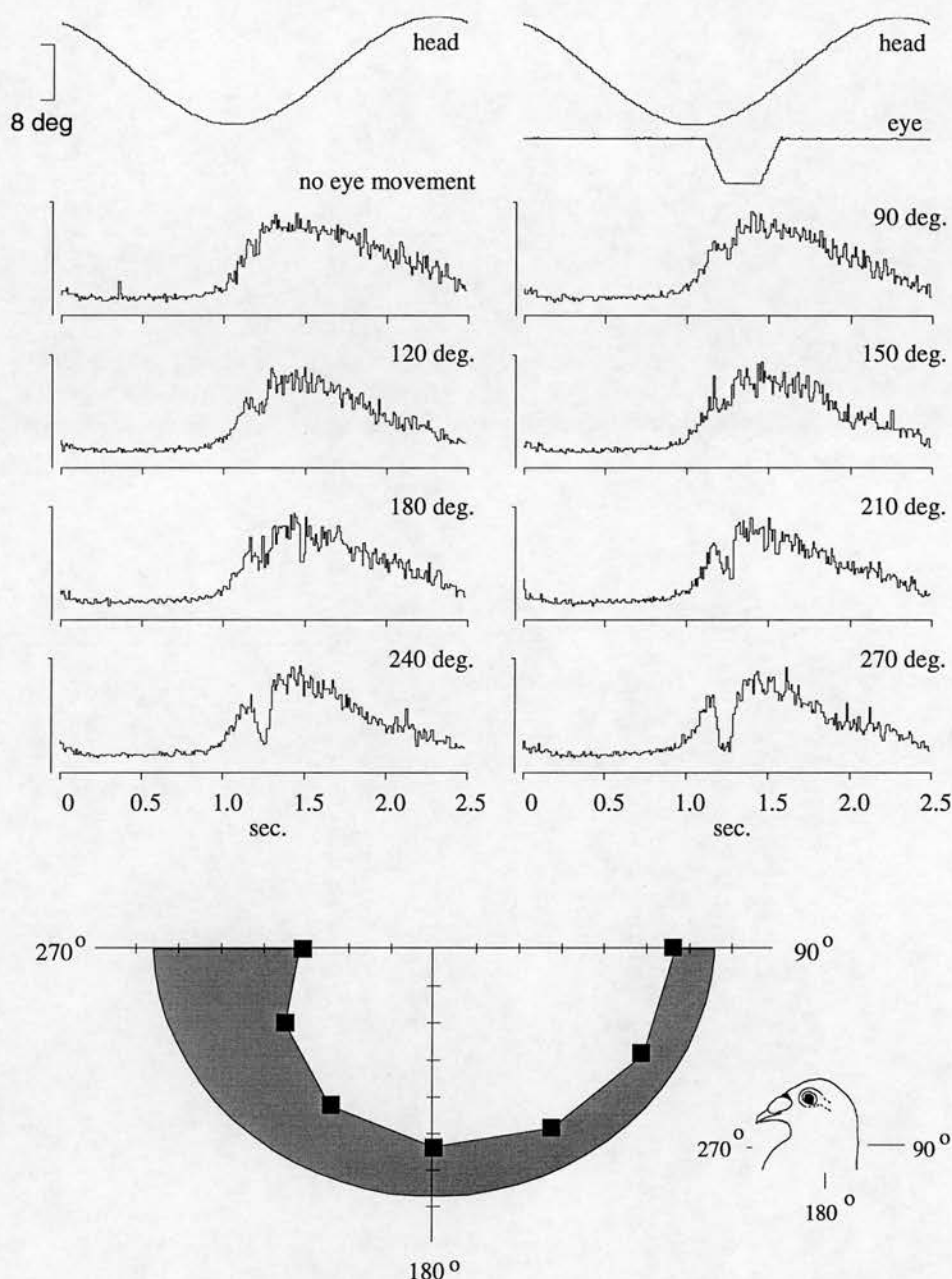 head
head
8 deg
eye
no eye movement
90 deg.
120 deg.
150 deg.
180 deg.
210 deg.
240 deg.
270 deg.
0 0.5 1.0 1.5 2.0 2.5
0 0.5 1.0 1.5 2.0 2.5
sec.
sec.
270°
90°
270°
90°
180°
180°